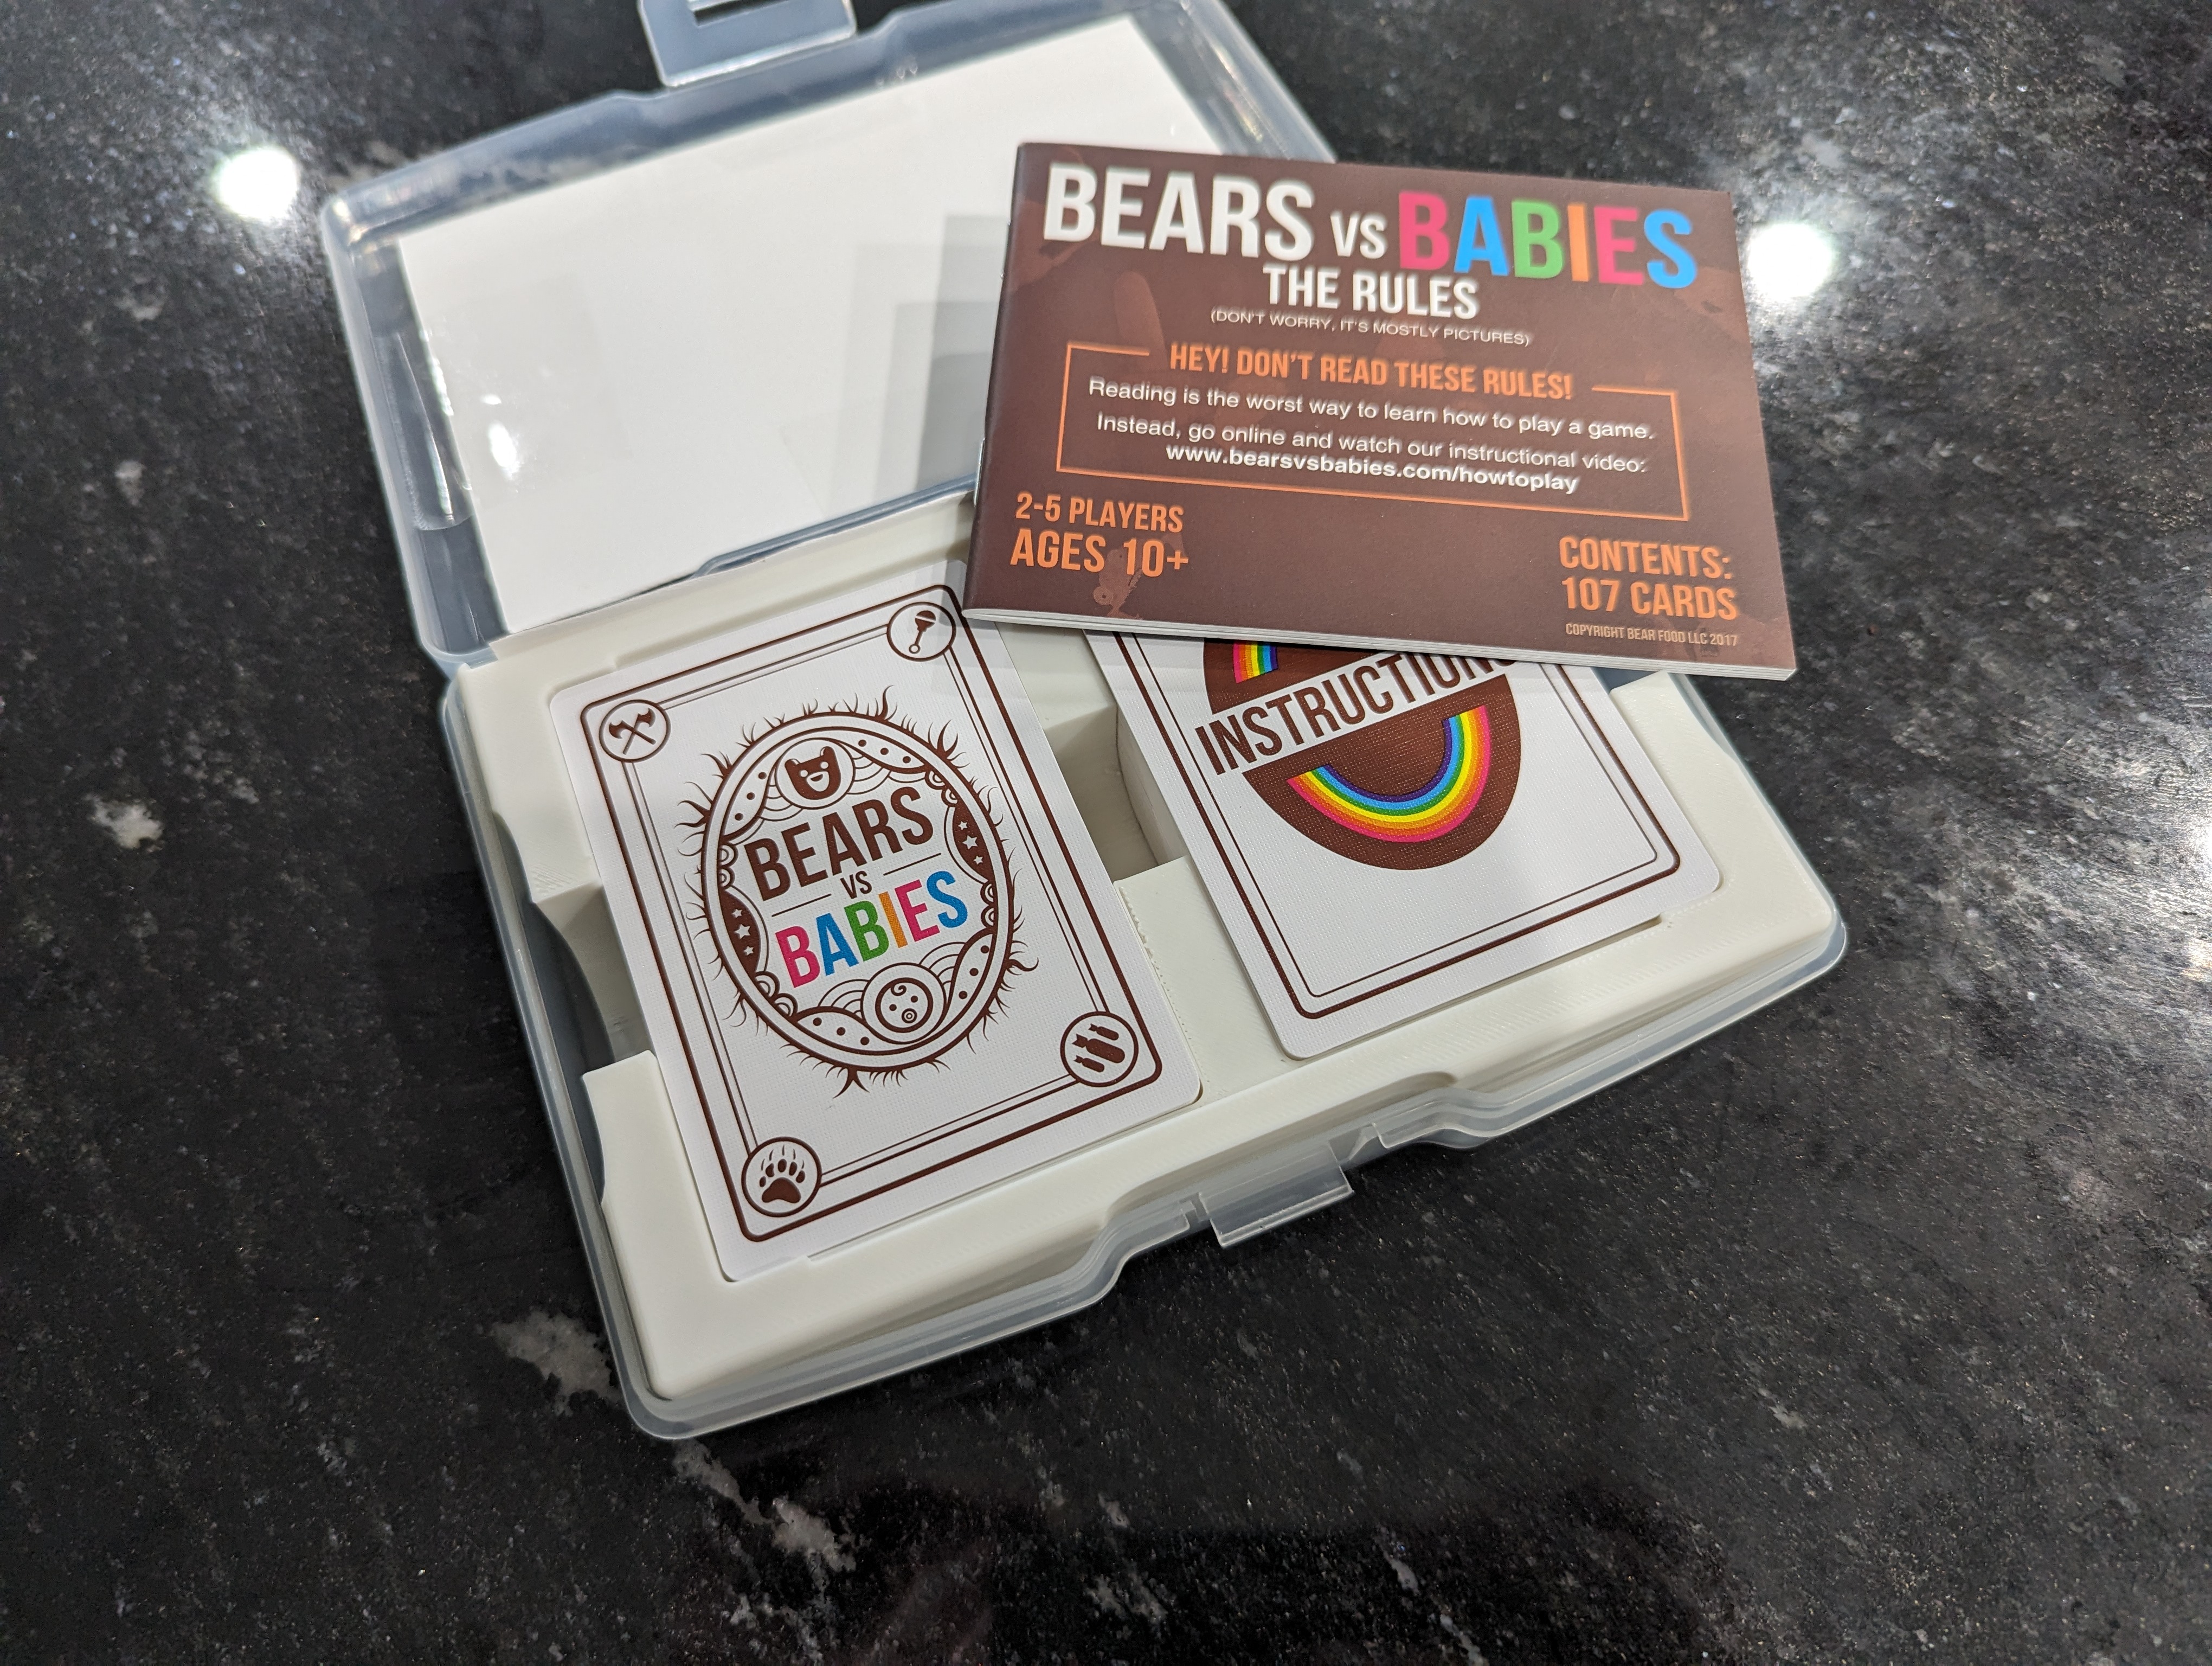 BEARS VS BABIES
THE RULES
(DON'T WORRY, IT'S MOSTLY PICTURES)
HEY! DON'T READ THESE RULES!
Reading is the worst way to learn how to play a game.
Instead, go online and watch our instructional video:
www.bearsvsbabies.com/howtoplay
2-5 PLAYERS
AGES 10+
CONTENTS:
107 CARDS
COPYRIGHT BEAR FOOD LLC 2017
INSTRUCTIONS
BEARS
VS
BABIES